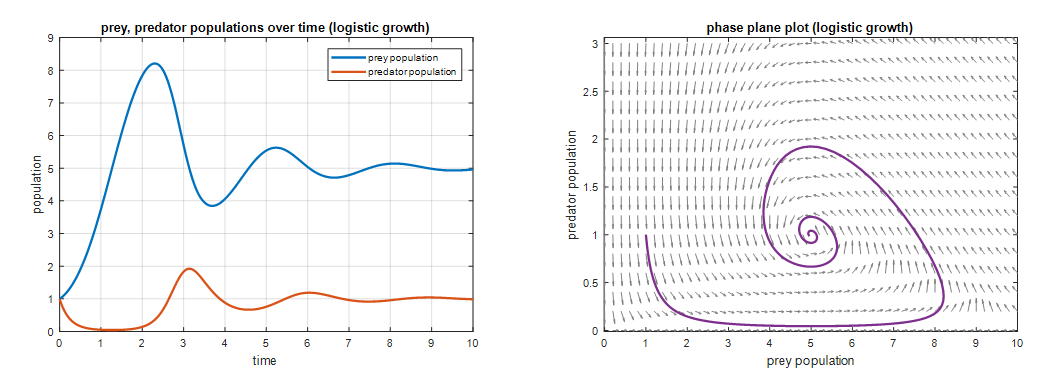 prey, predator populations over time (logistic growth)
9
8
7
6
5
4
3
2
1
0
population
prey population
predator population
0 1 2 3 4 5 6 7 8 9 10
time
phase plane plot (logistic growth)
3
2.5
2
1.5
1
0.5
0
predator population
0 1 2 3 4 5 6 7 8 9 10
prey population